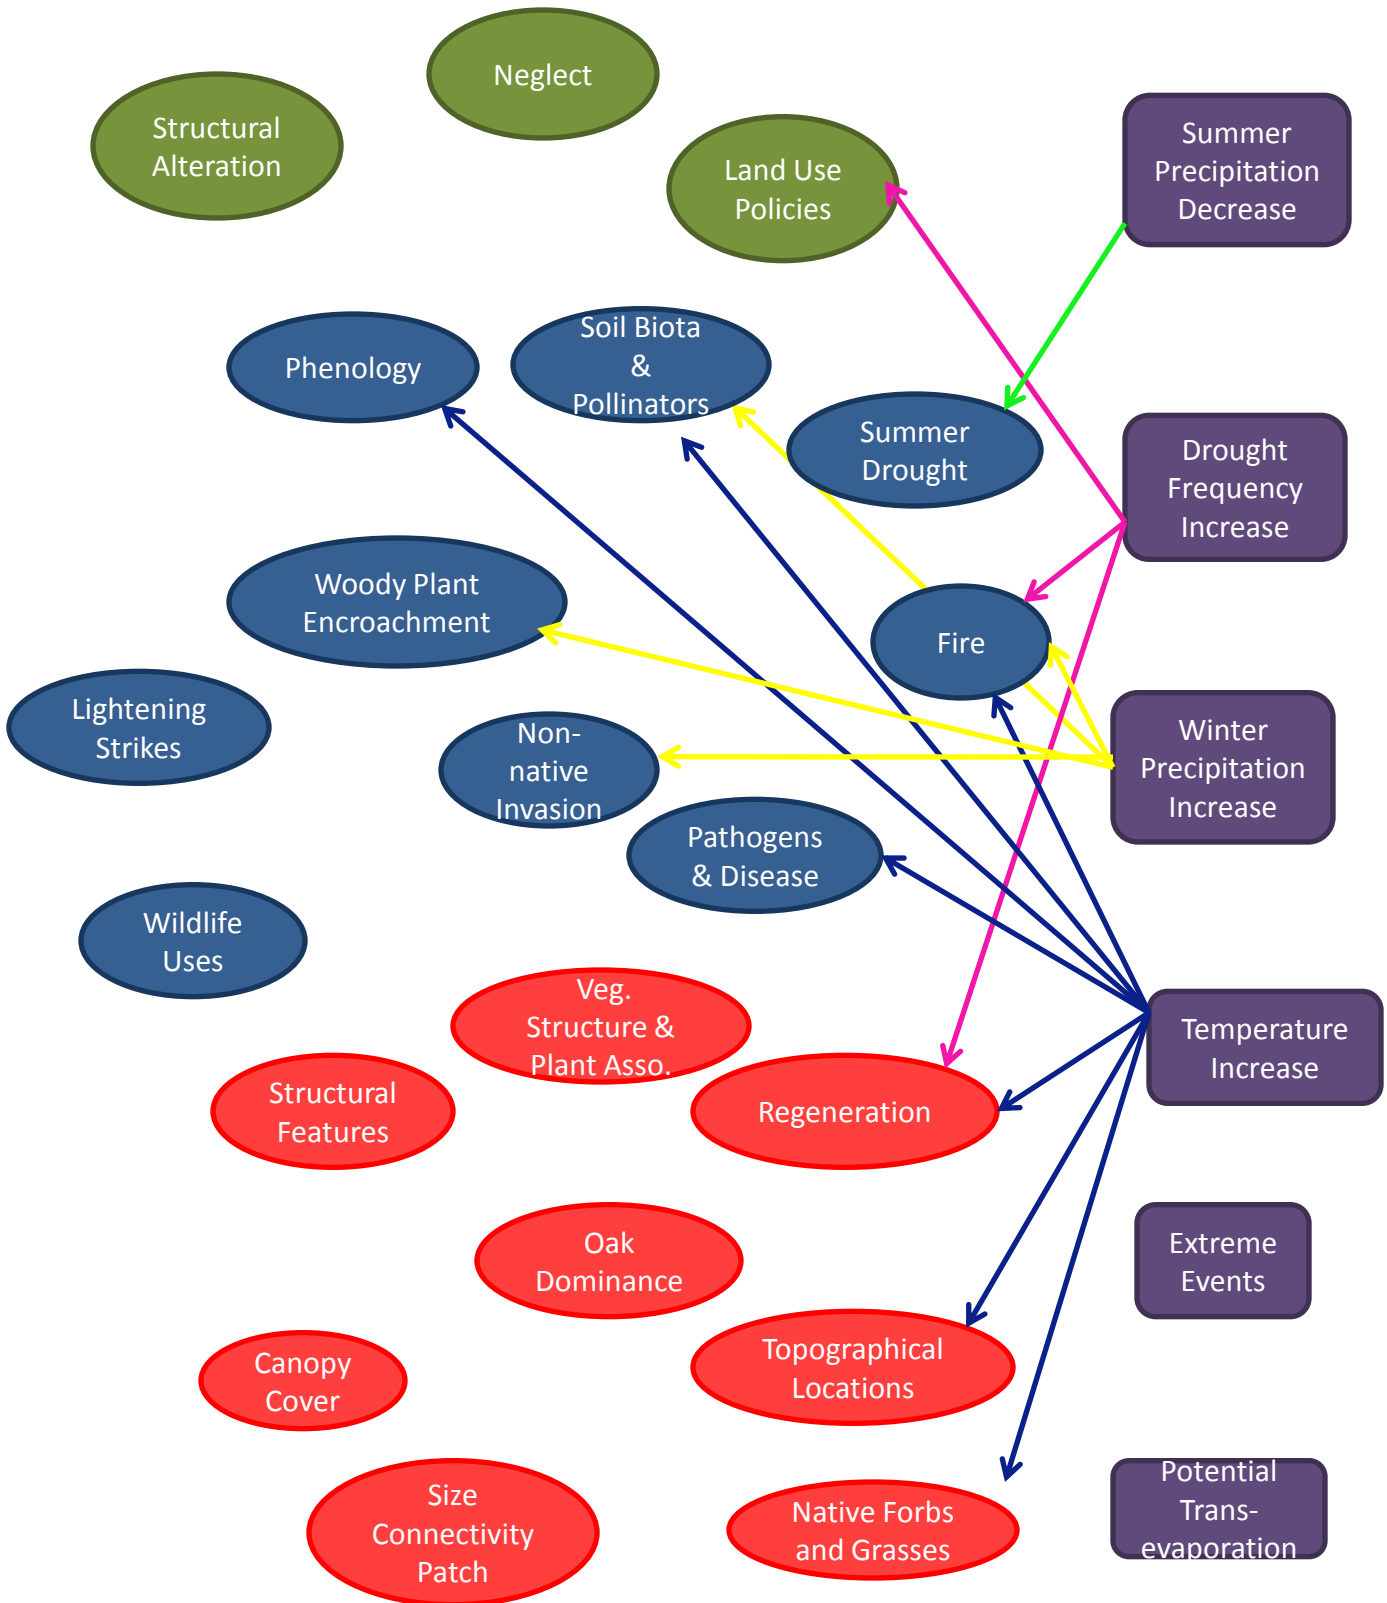 Neglect
Structural
Alteration
Land Use
Policies
Summer
Precipitation
Decrease
Phenology
Soil Biota
&
Pollinators
Summer
Drought
Drought
Frequency
Increase
Woody Plant
Encroachment
Fire
Lightening
Strikes
Non-
native
Invasion
Winter
Precipitation
Increase
Pathogens
& Disease
Wildlife
Uses
Veg.
Structure &
Plant Asso.
Temperature
Increase
Structural
Features
Regeneration
Oak
Dominance
Extreme
Events
Canopy
Cover
Topographical
Locations
Size
Connectivity
Patch
Native Forbs
and Grasses
Potential
Trans-
evaporation